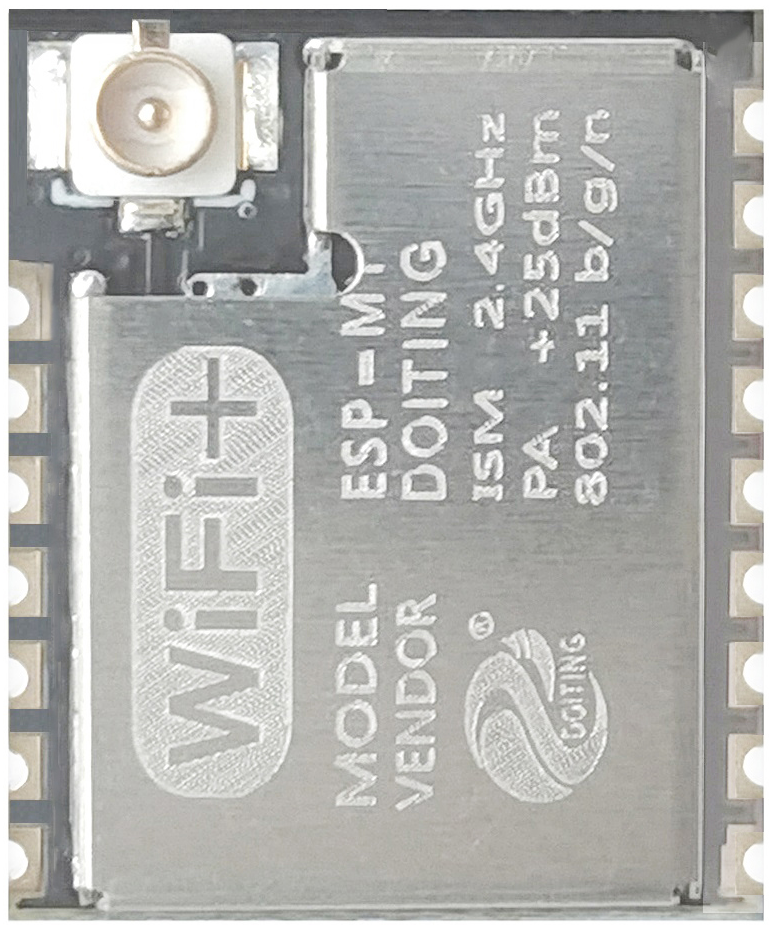 WiFi+
MODEL ESP-M1
VENDOR DOITING
ISM 2.4GHz
PA +25dBm
802.11 b/g/n
®
DOITING